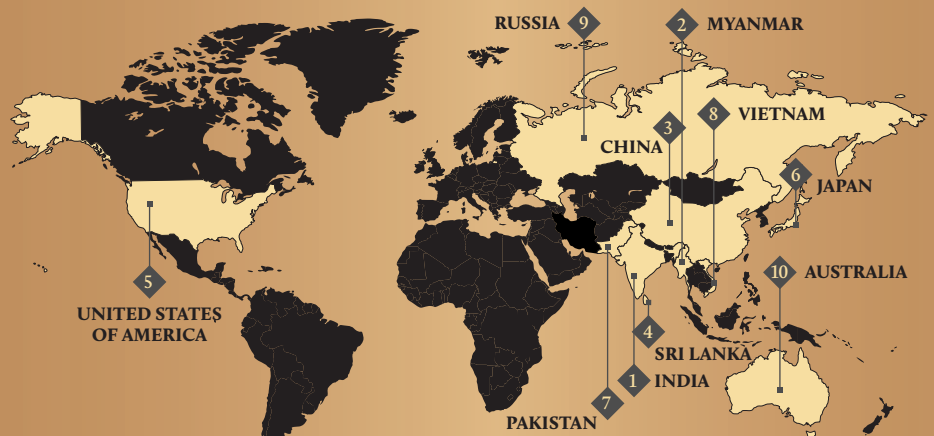 RUSSIA 9
2 MYANMAR
8 VIETNAM
3
CHINA
6
JAPAN
10 AUSTRALIA
5
UNITED STATES
OF AMERICA
4
SRI LANKA
1 INDIA
7
PAKISTAN